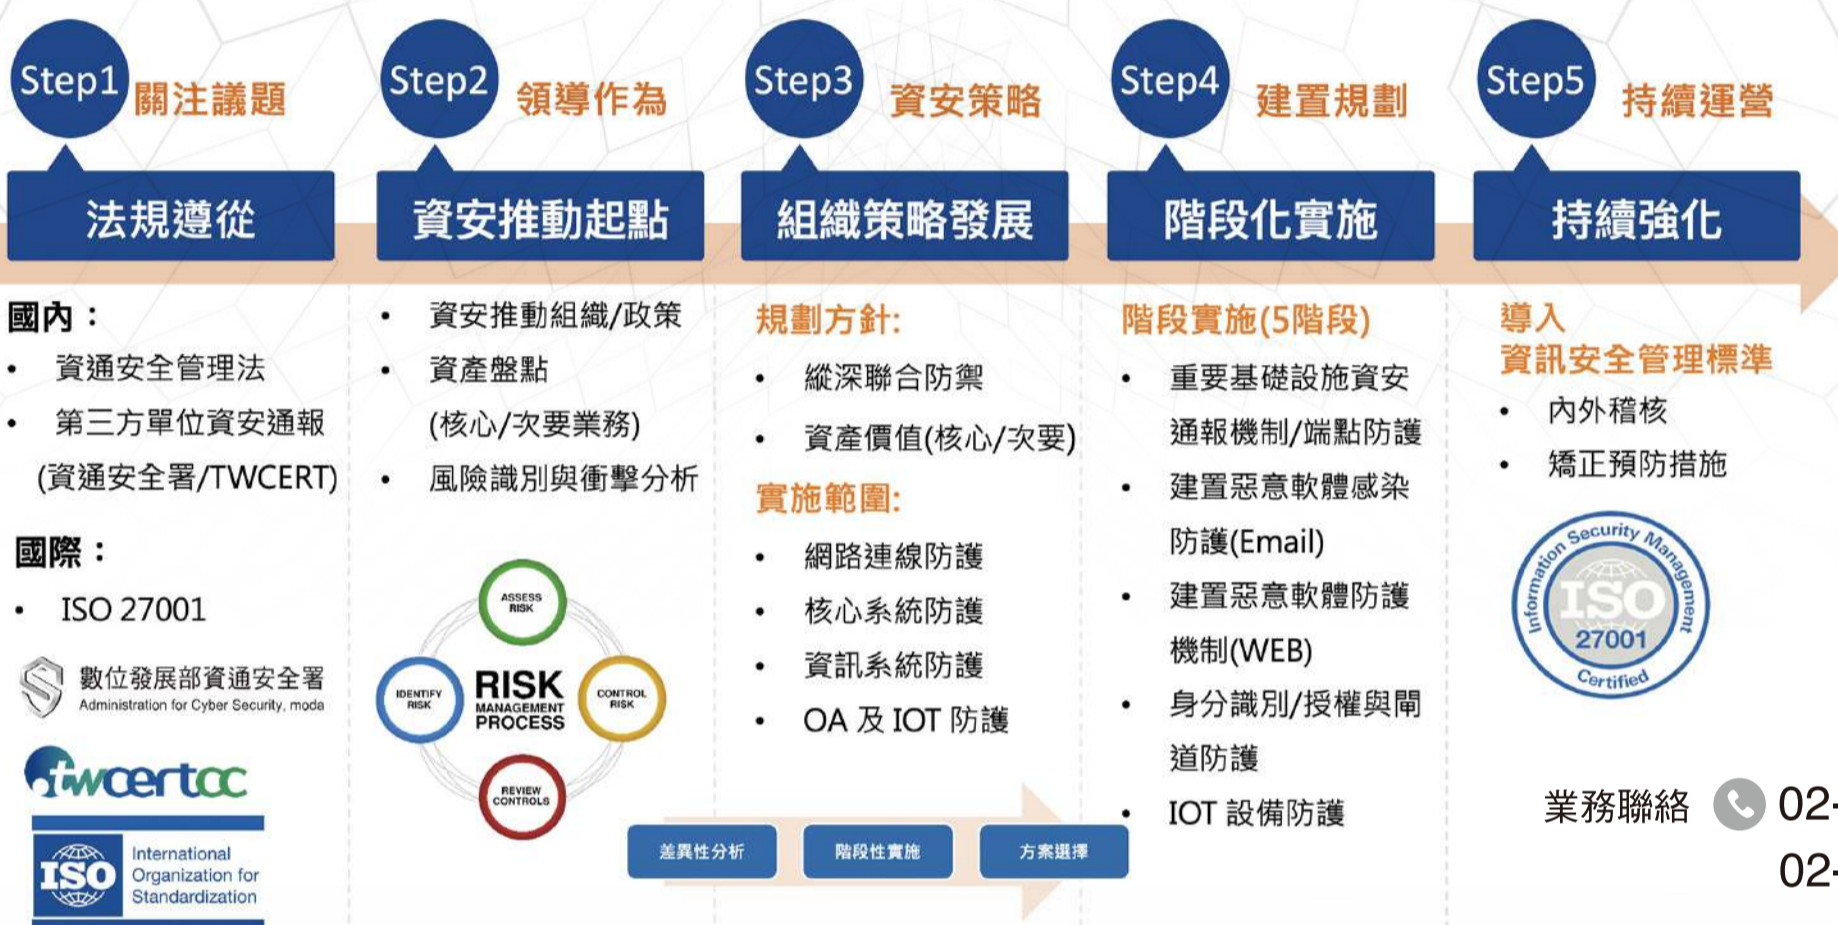 Step1 關注議題
法規遵從
國內：
• 資通安全管理法
• 第三方單位資安通報
(資通安全署/TWCERT)
國際：
• ISO 27001
數位發展部資通安全署
Administration for Cyber Security, moda
twcertcc
ISO
International
Organization for
Standardization
Step2 領導作為
資安推動起點
• 資安推動組織/政策
• 資產盤點
(核心/次要業務)
• 風險識別與衝擊分析
ASSESS
RISK
IDENTIFY
RISK
RISK
MANAGEMENT
PROCESS
CONTROL
RISK
REVIEW
CONTROLS
Step3 資安策略
組織策略發展
規劃方針:
• 縱深聯合防禦
• 資產價值(核心/次要)
實施範圍:
• 網路連線防護
• 核心系統防護
• 資訊系統防護
• OA 及 IOT 防護
差異性分析
階段性實施
方案選擇
Step4 建置規劃
階段化實施
階段實施(5階段)
• 重要基礎設施資安
通報機制/端點防護
• 建置惡意軟體感染
防護(Email)
• 建置惡意軟體防護
機制(WEB)
• 身分識別/授權與閘
道防護
• IOT 設備防護
Step5 持續運營
持續強化
導入
資訊安全管理標準
• 內外稽核
• 矯正預防措施
Information Security Management
ISO
27001
Certified
業務聯絡 02-
02-